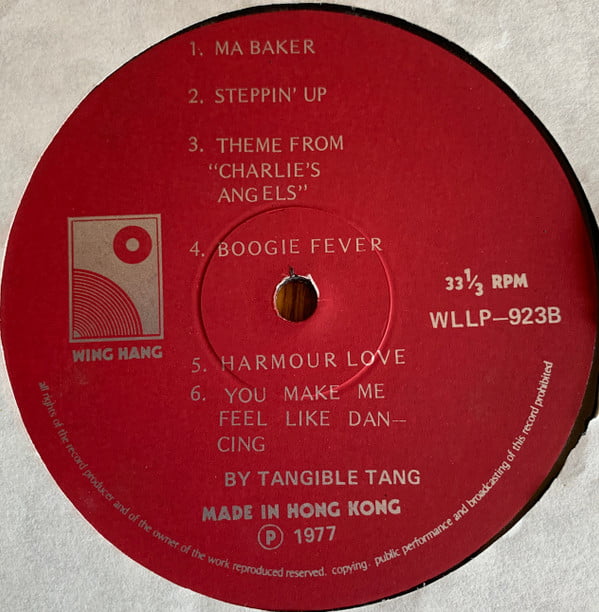 1. MA BAKER
2. STEPPIN' UP
3. THEME FROM
"CHARLIE'S
ANGELS"
4. BOOGIE FEVER
33⅓ RPM
WLLP-923B
WING HANG
5. HARMOUR LOVE
6. YOU MAKE ME
FEEL LIKE DAN--
CING
BY TANGIBLE TANG
MADE IN HONG KONG
Ⓟ 1977
all rights of the record producer and of the owner of the work reproduced reserved. copying. public performance and broadcasting of this record prohibited